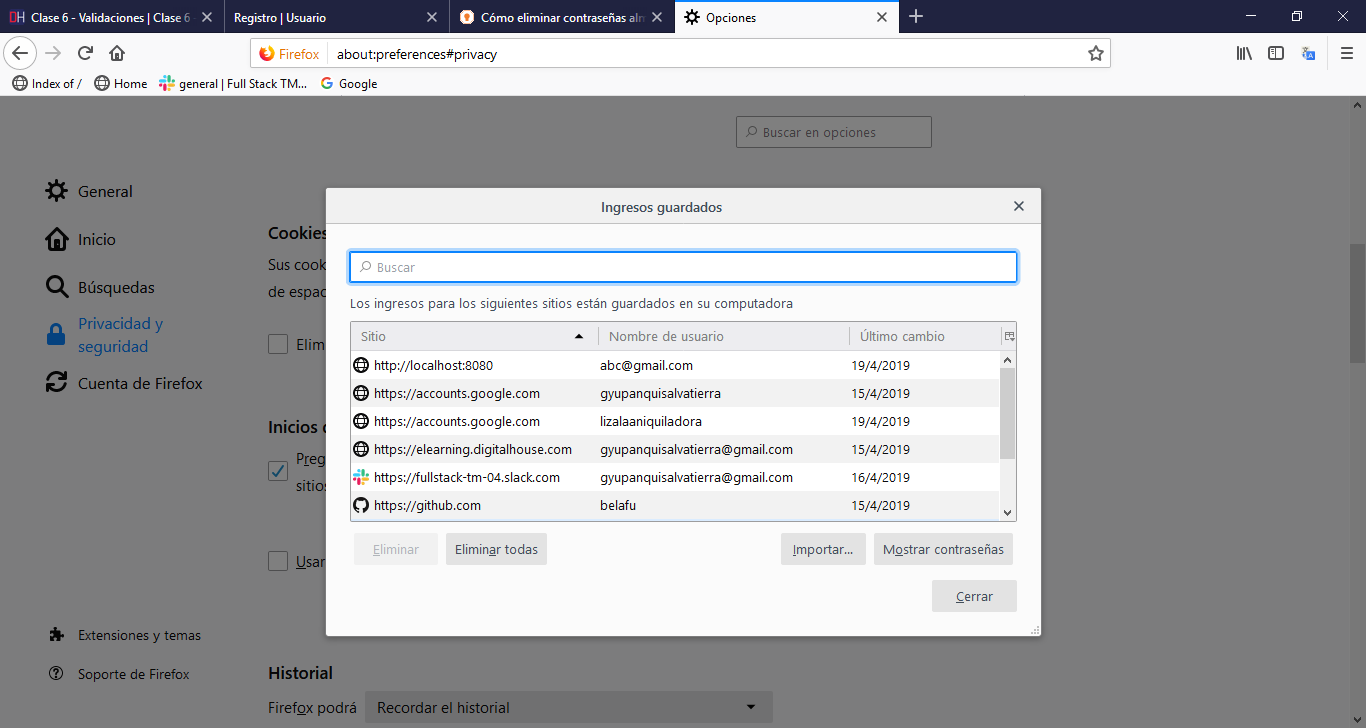 DH Clase 6 - Validaciones | Clase 6
Registro | Usuario
Cómo eliminar contraseñas alm
Opciones
Firefox
about:preferences#privacy
Index of /
Home
general | Full Stack TM...
Google
Buscar en opciones
General
Inicio
Búsquedas
Privacidad y
seguridad
Cuenta de Firefox
Extensiones y temas
Soporte de Firefox
Cookies
Sus cook
de espac
Elim
Inicios
Preg
sitios
Usar
Historial
Firefox podrá
Recordar el historial
Ingresos guardados
Buscar
Los ingresos para los siguientes sitios están guardados en su computadora
Sitio Nombre de usuario Último cambio
http://localhost:8080 abc@gmail.com 19/4/2019
https://accounts.google.com gyupanquisalvatierra 15/4/2019
https://accounts.google.com lizalaaniquiladora 19/4/2019
https://elearning.digitalhouse.com gyupanquisalvatierra@gmail.com 15/4/2019
https://fullstack-tm-04.slack.com gyupanquisalvatierra@gmail.com 16/4/2019
https://github.com belafu 15/4/2019
Eliminar
Eliminar todas
Importar...
Mostrar contraseñas
Cerrar